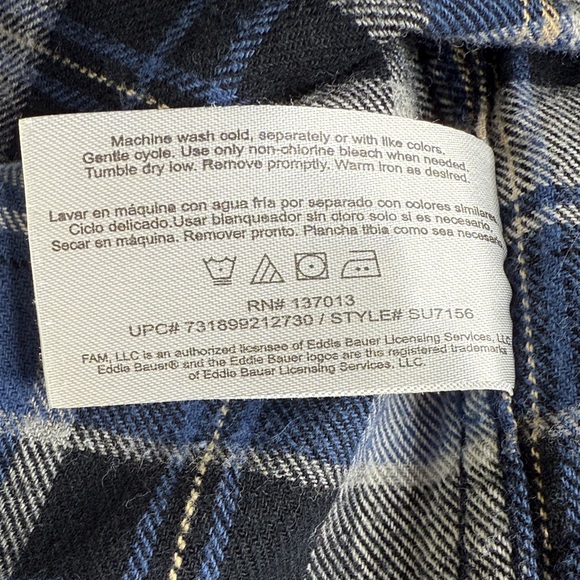 Machine wash cold, separately or with like colors.
Gentle cycle. Use only non-chlorine bleach when needed.
Tumble dry low. Remove promptly. Warm iron as desired.
Lavar en máquina con agua fría por separado con colores similares
Ciclo delicado.Usar blanqueador sin cloro solo si es necesario,
Secar en máquina. Remover pronto. Plancha tibia como sea necesario
RN# 137013
UPC# 731899212730 / STYLE# SU7156
FAM, LLC is an authorized licensee of Eddie Bauer Licensing Services, LLC
Eddie Bauer® and the Eddie Bauer logos are the registered trademarks
of Eddie Bauer Licensing Services, LLC.